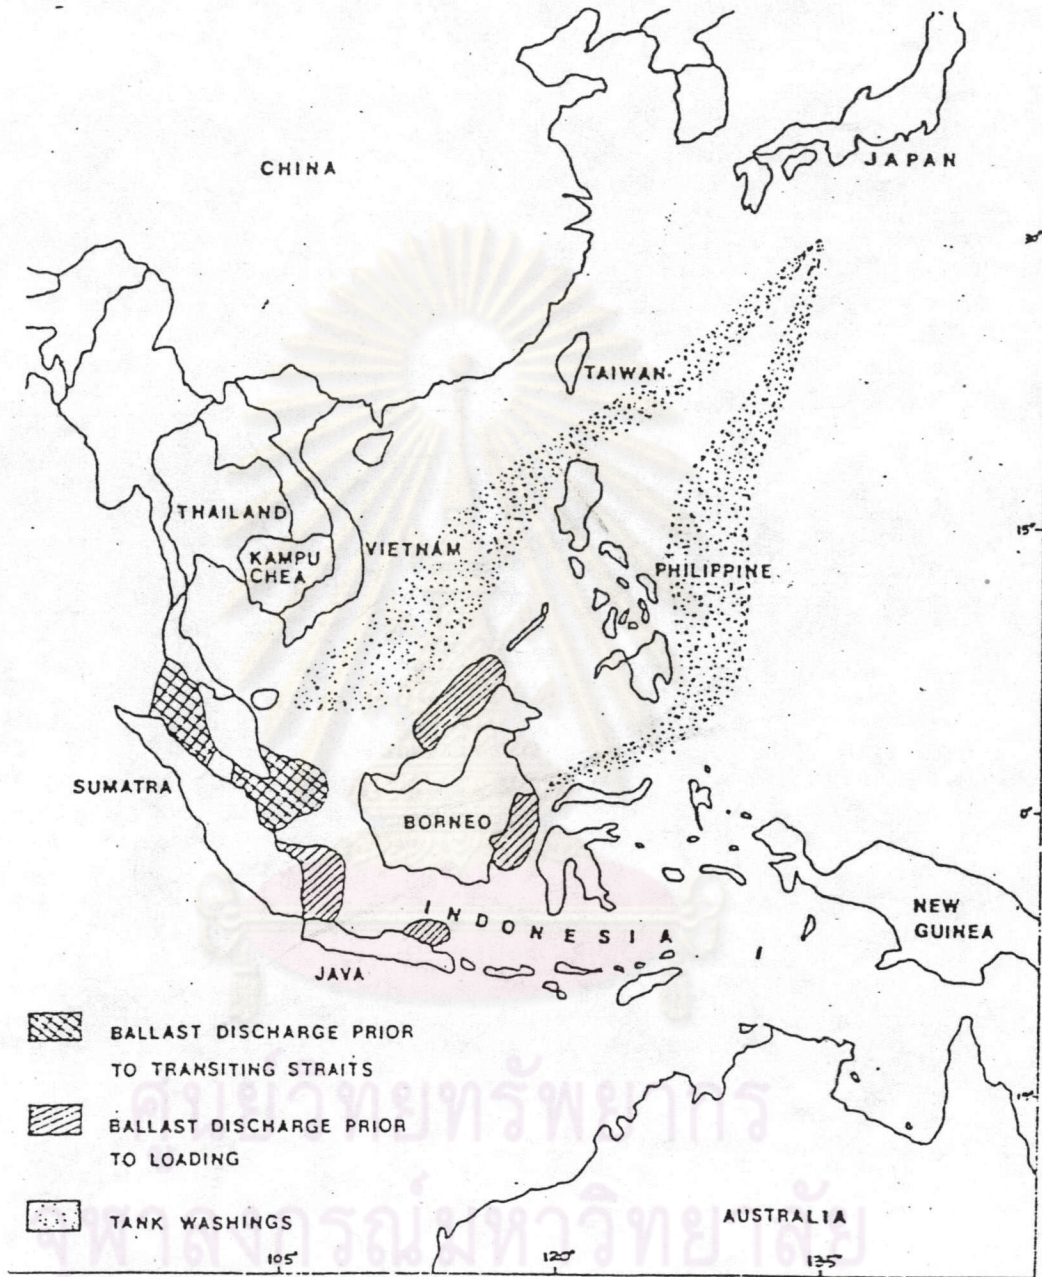 CHINA
JAPAN
30°
TAIWAN
THAILAND
15°
VIETNAM
KAMPU
CHEA
PHILIPPINE
SUMATRA
0°
BORNEO
INDONESIA
NEW
GUINEA
JAVA
BALLAST DISCHARGE PRIOR
TO TRANSITING STRAITS
BALLAST DISCHARGE PRIOR
TO LOADING
TANK WASHINGS
AUSTRALIA
105°
120°
135°
ศูนย์วิทยทรัพยากร
จุฬาลงกรณ์มหาวิทยาลัย